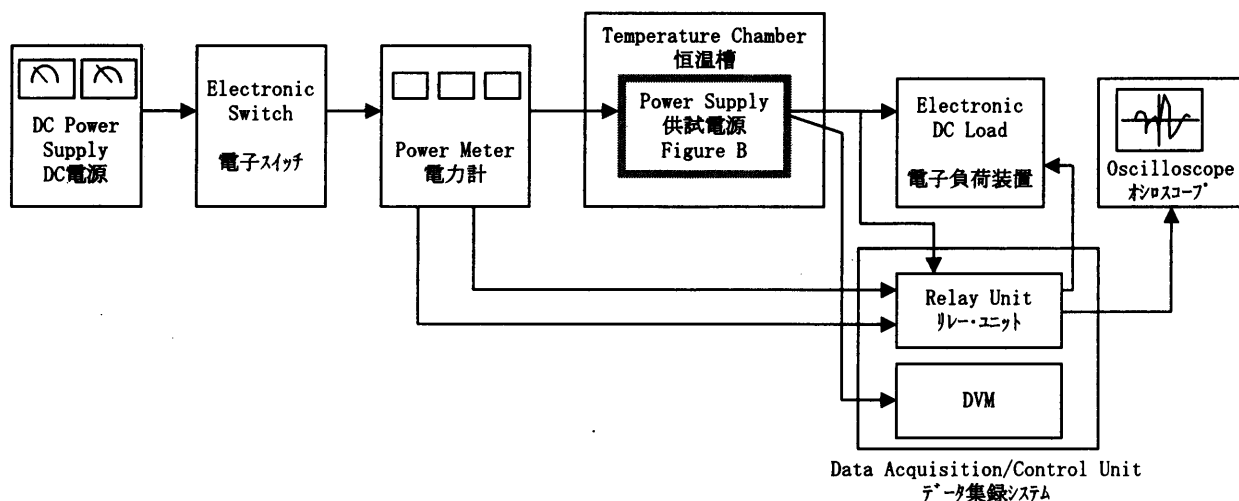 DC Power
Supply
DC電源
Electronic
Switch
電子ｽｲｯﾁ
Power Meter
電力計
Temperature Chamber
恒温槽
Power Supply
供試電源
Figure B
Electronic
DC Load
電子負荷装置
Oscilloscope
ｵｼﾛｽｺｰﾌﾟ
Relay Unit
ﾘﾚｰ･ﾕﾆｯﾄ
DVM
Data Acquisition/Control Unit
ﾃﾞｰﾀ集録ｼｽﾃﾑ